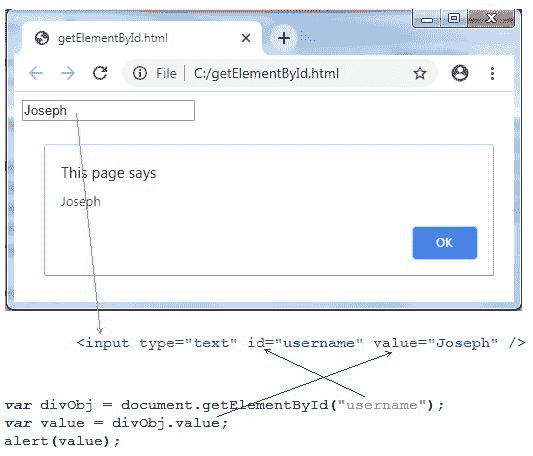 getElementById.html
File | C:/getElementById.html
Joseph
This page says
Joseph
OK
<input type="text" id="username" value="Joseph" />
var divObj = document.getElementById("username");
var value = divObj.value;
alert(value);